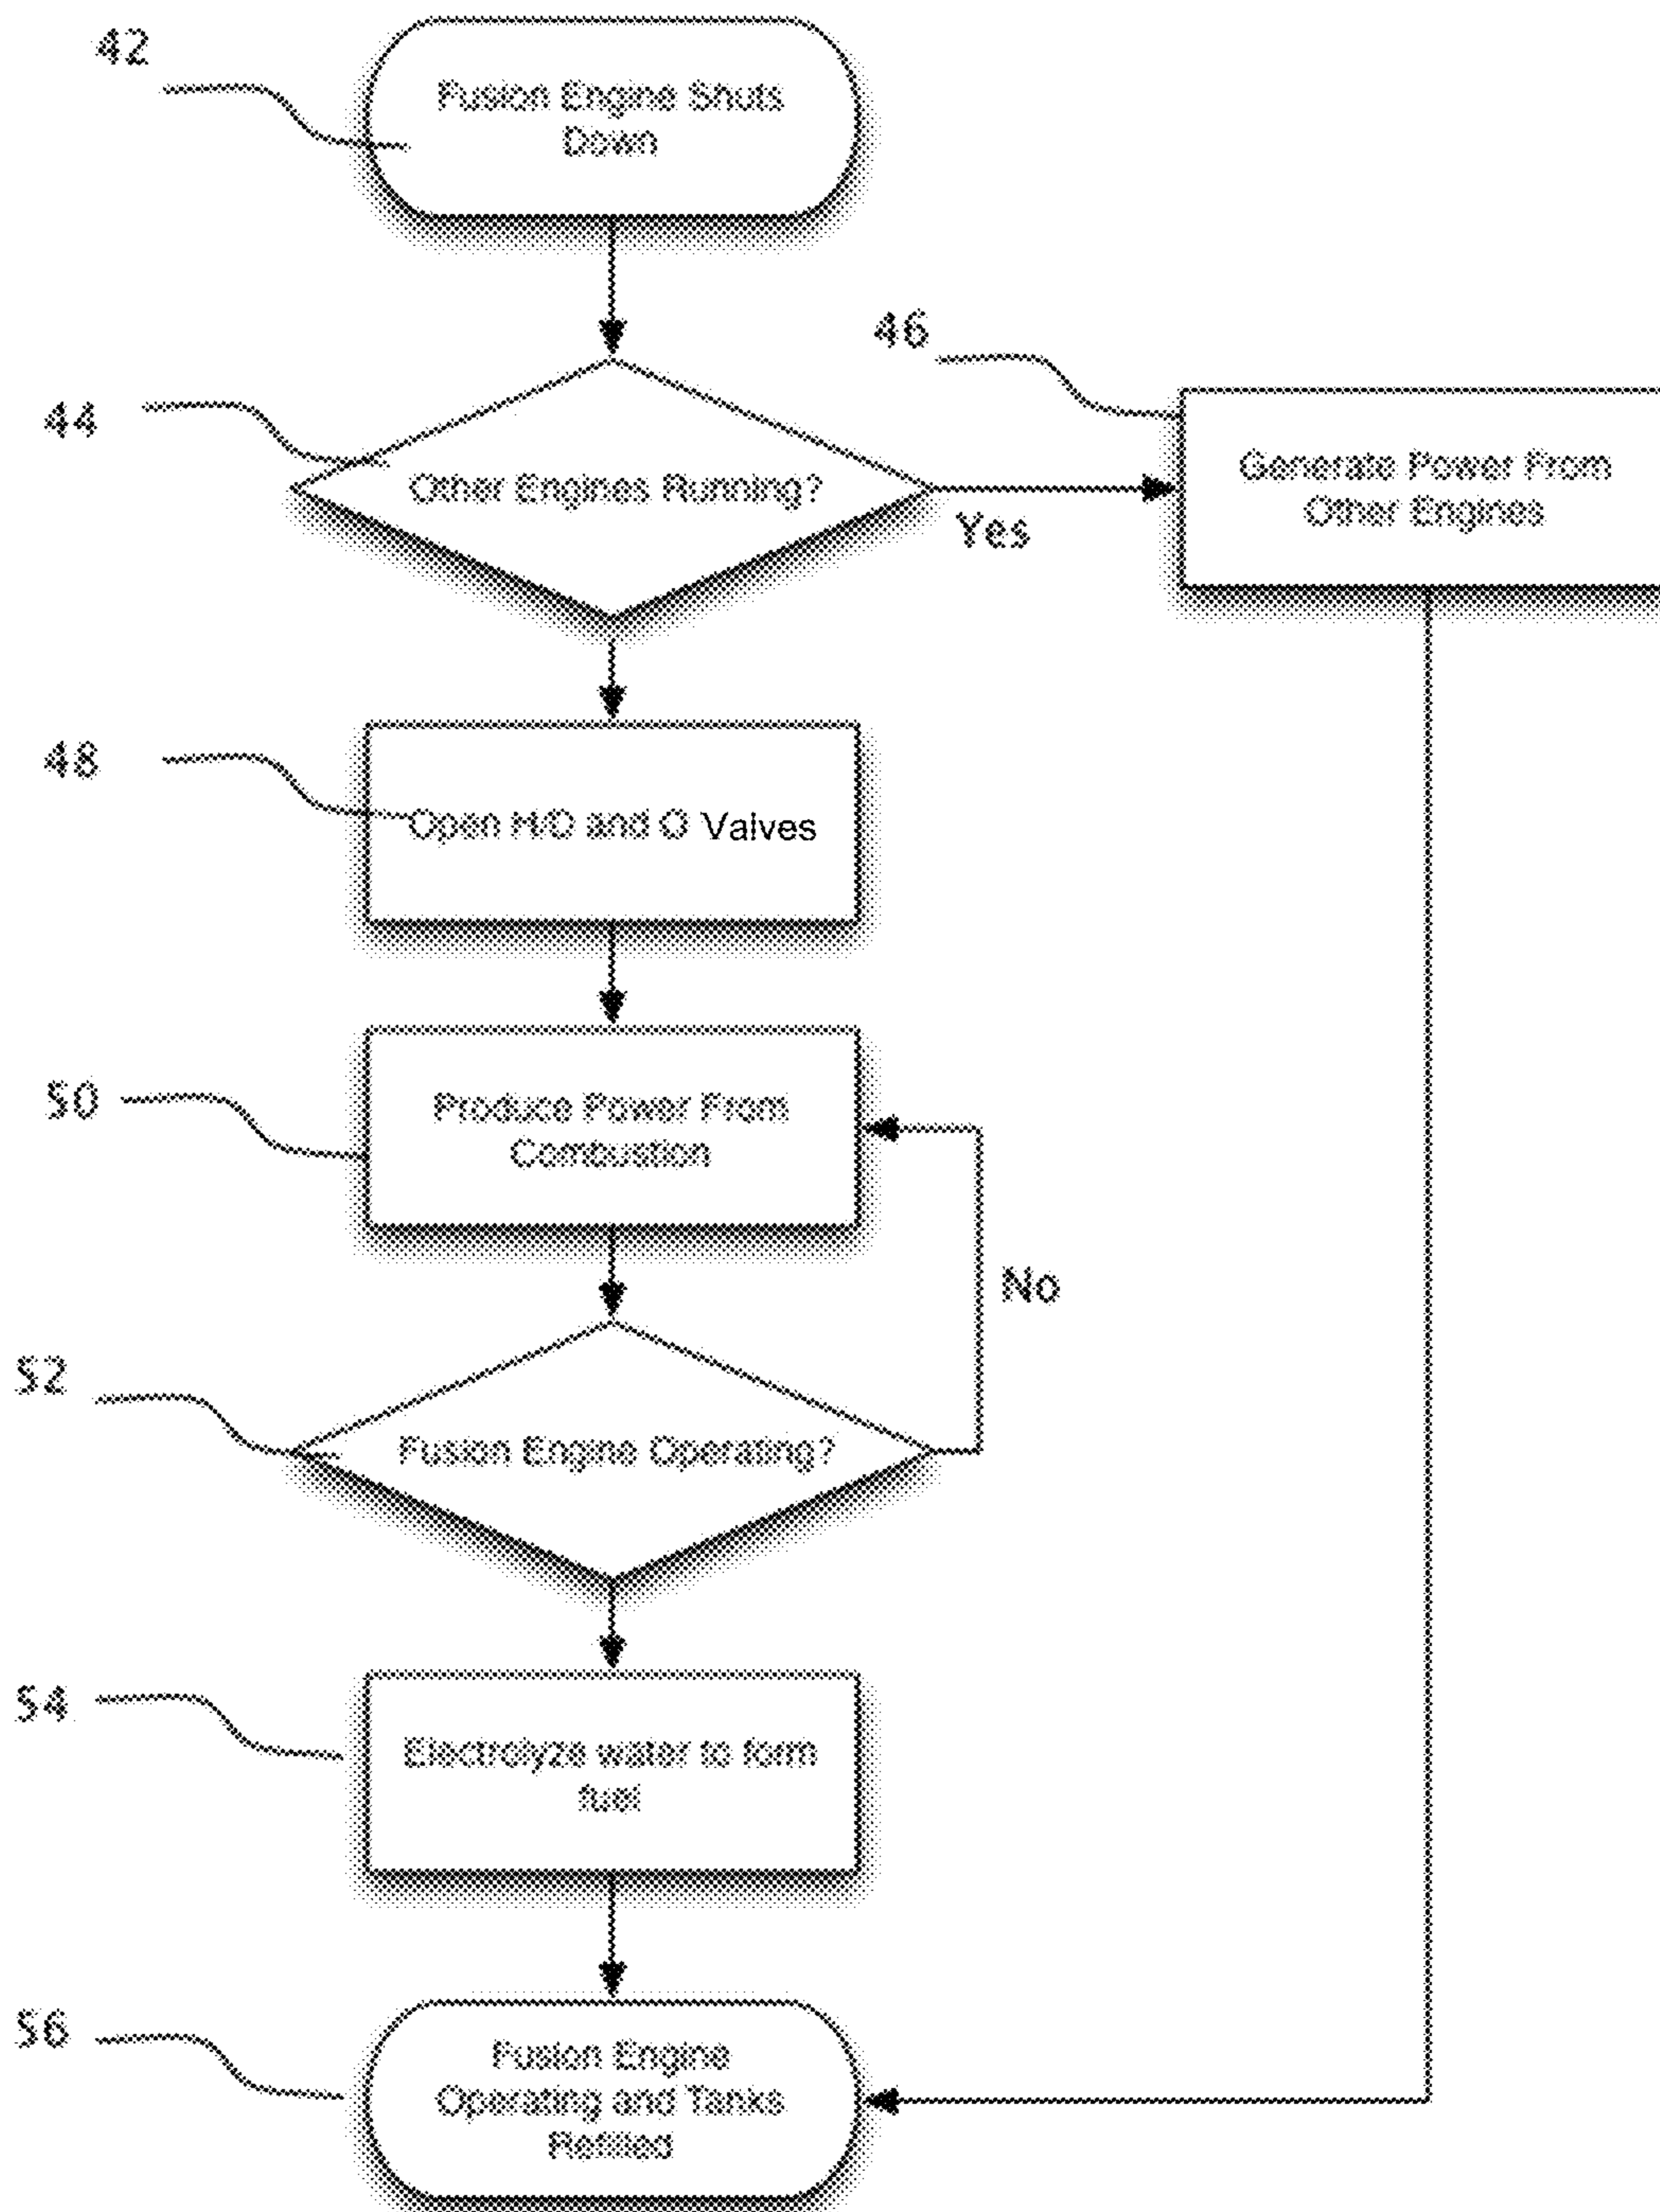 42
Fusion Engine Shuts
Down
44
Other Engines Running?
Yes
46
Generate Power From
Other Engines
48
Open H/O and O Valves
50
Produce Power From
Combustion
No
52
Fusion Engine Operating?
54
Electrolyze water to form
fuel
56
Fusion Engine
Operating and Tanks
Refilled